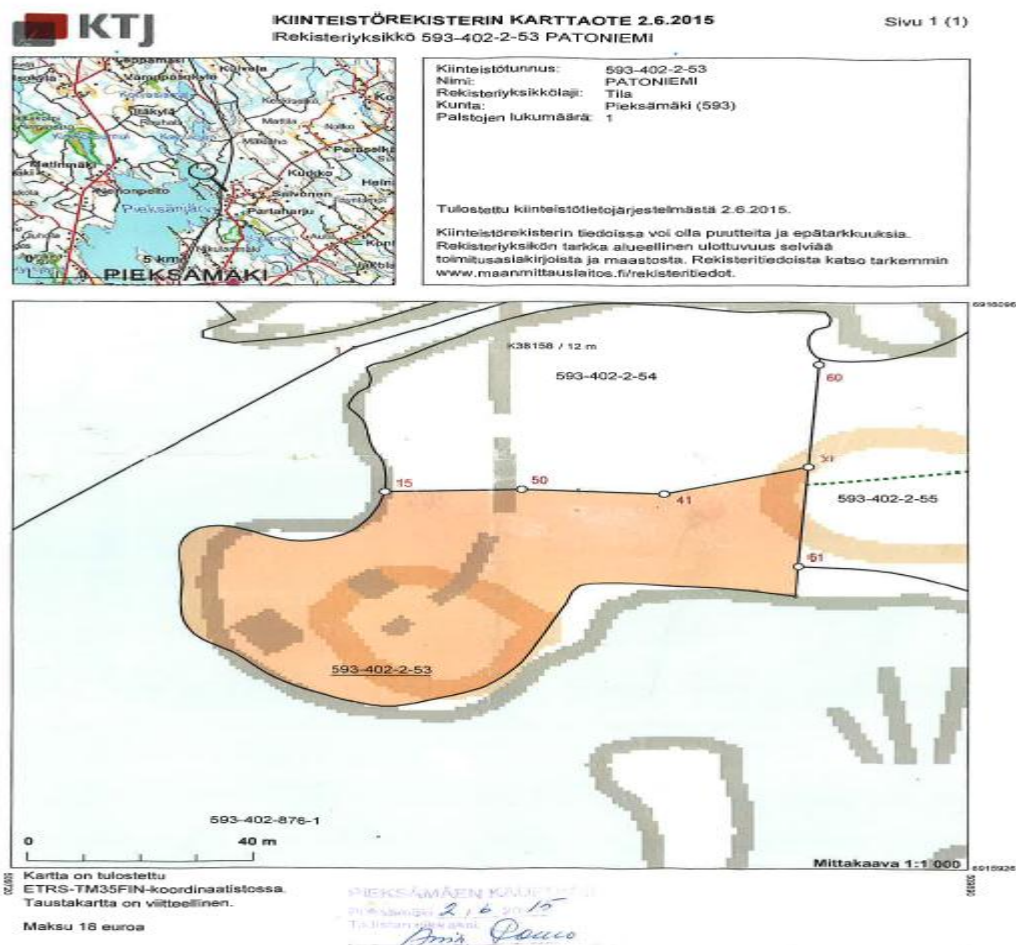 KTJ
KIINTEISTÖREKISTERIN KARTTAOTE 2.6.2015
Rekisteriyksikkö 593-402-2-53 PATONIEMI
Sivu 1 (1)
Kiinteistötunnus: 593-402-2-53
Nimi: PATONIEMI
Rekisteriyksikkölaji: Tila
Kunta: Pieksämäki (593)
Palstojen lukumäärä: 1
Tulostettu kiinteistötietojärjestelmästä 2.6.2015.
Kiinteistörekisterin tiedoissa voi olla puutteita ja epätarkkuuksia.
Rekisteriyksikön tarkka alueellinen ulottuvuus selviää
toimitusasiakirjoista ja maastosta. Rekisteritiedoista katso tarkemmin
www.maanmittauslaitos.fi/rekisteritiedot.
Kurkko
Partaharju
0 5 km
PIEKSÄMÄKI
K38158 / 12 m
593-402-2-54
60
15
50
41
593-402-2-55
593-402-2-53
593-402-876-1
0 40 m
Mittakaava 1:1 000
Kartta on tulostettu
ETRS-TM35FIN-koordinaatistossa.
Taustakartta on viitteellinen.
Maksu 18 euroa
2.6 2015